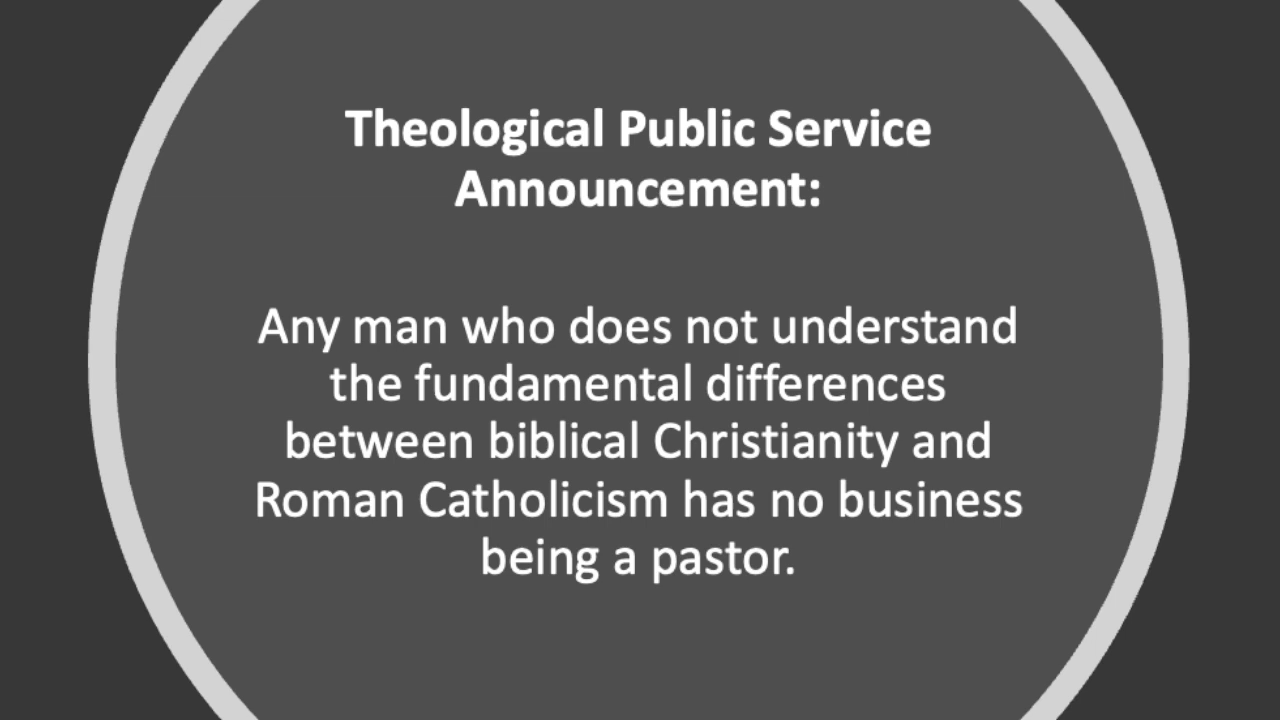 Theological Public Service
Announcement:
Any man who does not understand
the fundamental differences
between biblical Christianity and
Roman Catholicism has no business
being a pastor.